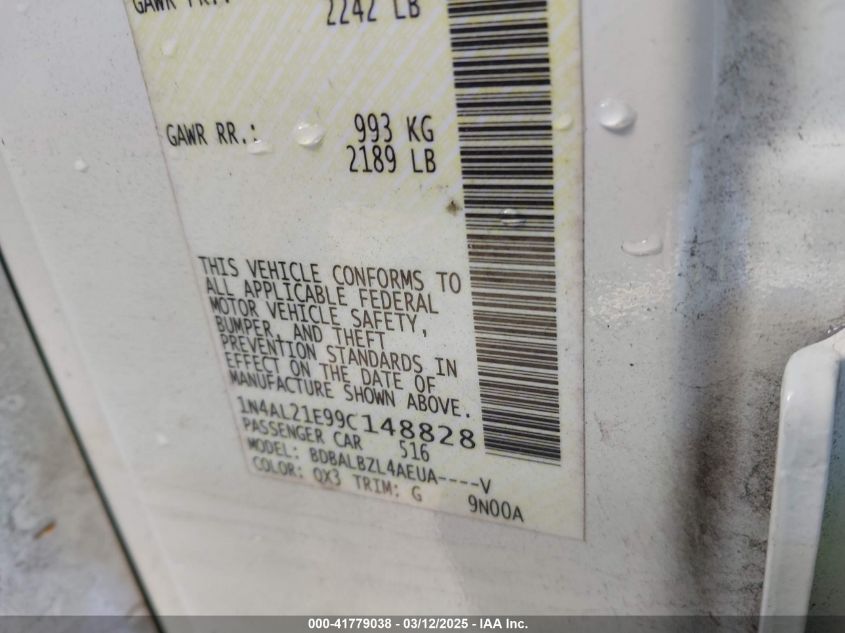 GAWR FR.: 2242 LB
GAWR RR.: 993 KG
2189 LB
THIS VEHICLE CONFORMS TO
ALL APPLICABLE FEDERAL
MOTOR VEHICLE SAFETY,
BUMPER, AND THEFT
PREVENTION STANDARDS IN
EFFECT ON THE DATE OF
MANUFACTURE SHOWN ABOVE.
1N4AL21E99C148828
PASSENGER CAR 516
MODEL: BDBALBZL4AEUA----V
COLOR: QX3 TRIM: G 9N00A
000-41779038 - 03/12/2025 - IAA Inc.